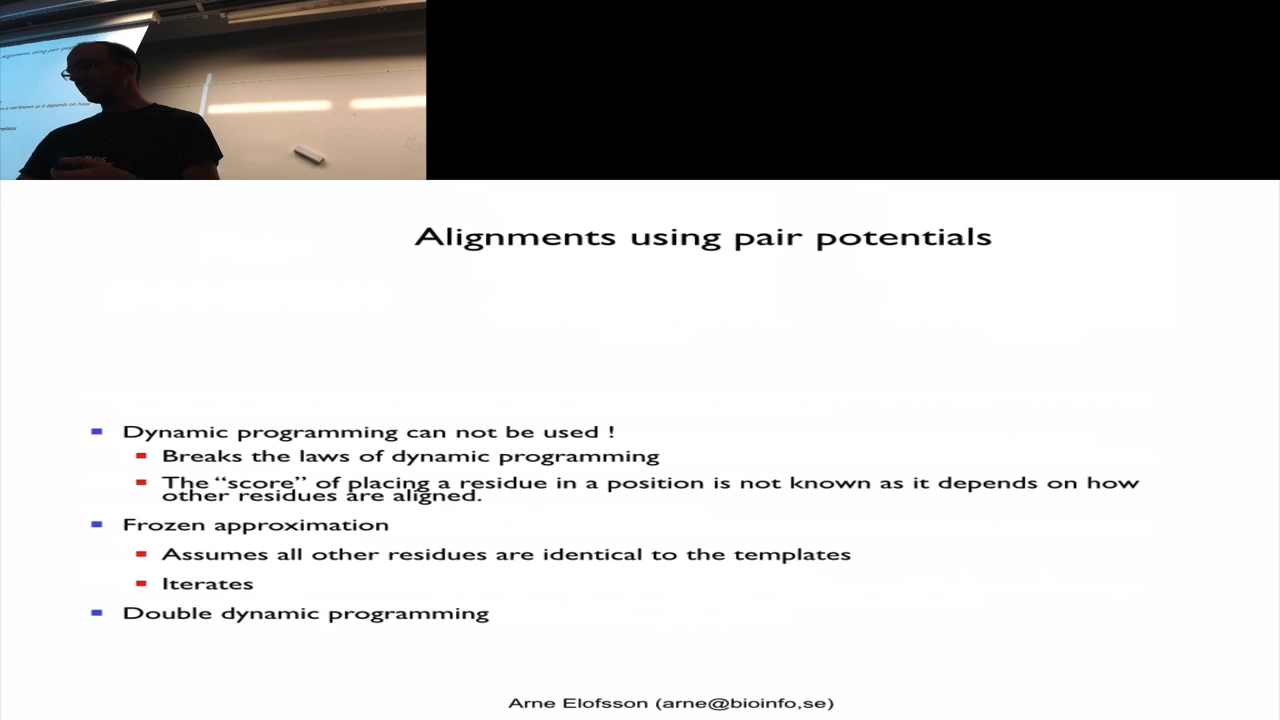 Alignments using pair potentials
Dynamic programming can not be used !
Breaks the laws of dynamic programming
The “score” of placing a residue in a position is not known as it depends on how
other residues are aligned.
Frozen approximation
Assumes all other residues are identical to the templates
Iterates
Double dynamic programming
Arne Elofsson (arne@bioinfo,se)